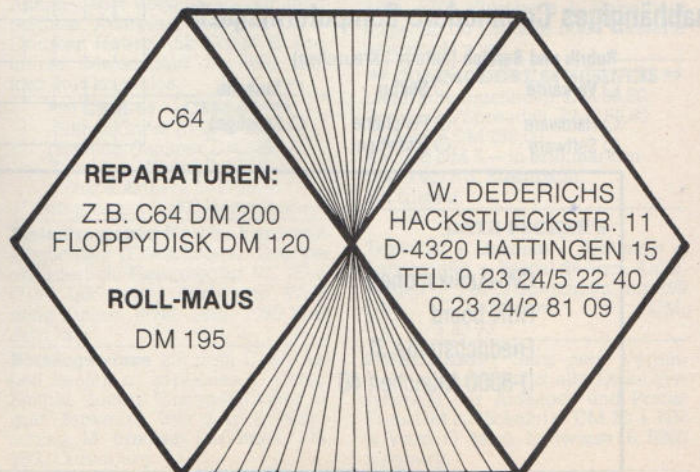 C64
REPARATUREN:
Z.B. C64 DM 200
FLOPPYDISK DM 120
ROLL-MAUS
DM 195
W. DEDERICHS
HACKSTUECKSTR. 11
D-4320 HATTINGEN 15
TEL. 0 23 24/5 22 40
0 23 24/2 81 09